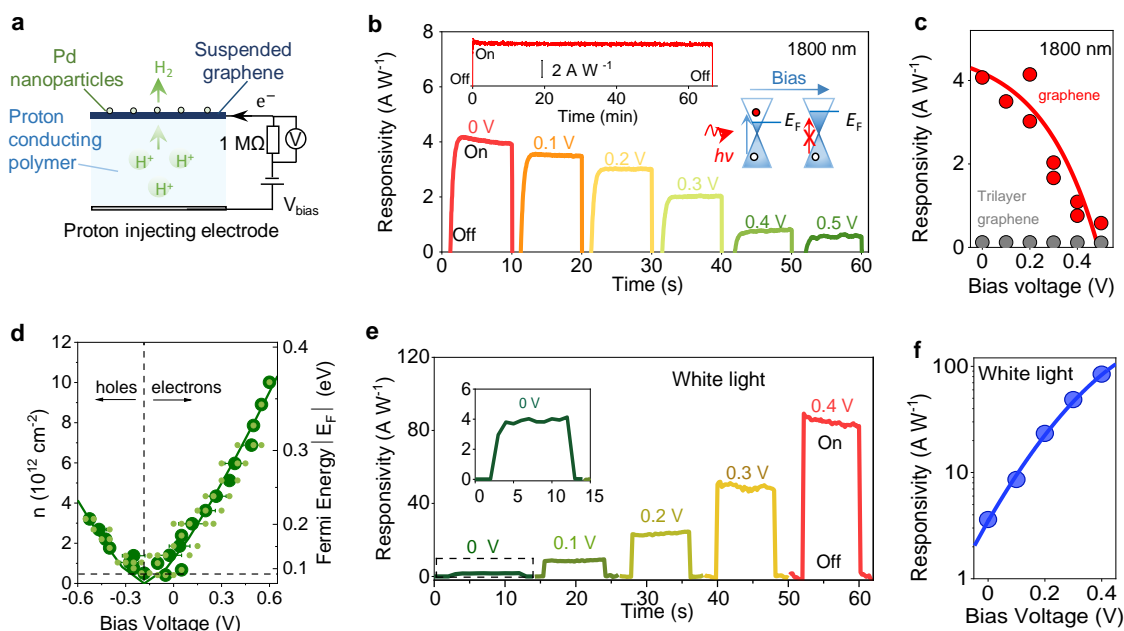 a
Pd
nanoparticles
H2
Suspended
graphene
e−
Proton
conducting
polymer
1 MΩ
V
H+ H+
H+
Vbias
Proton injecting electrode
b
Responsivity (A W-1)
8
6
4
2
0
0 10 20 30 40 50 60
Time (s)
1800 nm
On
Off
2 A W-1
Off
0 20 40 60
Time (min)
Bias
EF
EF
hν
0 V
On
Off
0.1 V
0.2 V
0.3 V
0.4 V
0.5 V
c
Responsivity (A W-1)
4
2
0
1800 nm
graphene
Trilayer
graphene
0 0.2 0.4
Bias voltage (V)
d
n (1012 cm-2)
12
10
8
6
4
2
0
holes
electrons
-0.6 -0.3 0 0.3 0.6
Bias Voltage (V)
0.4
0.3
0.2
0.1
Fermi Energy |EF| (eV)
e
Responsivity (A W-1)
120
80
40
0
White light
6
4
2
0
0 V
0 5 10 15
0 V
0.1 V
0.2 V
0.3 V
0.4 V
On
Off
0 10 20 30 40 50 60
Time (s)
f
Responsivity (A W-1)
100
10
1
White light
0.0 0.2 0.4
Bias Voltage (V)